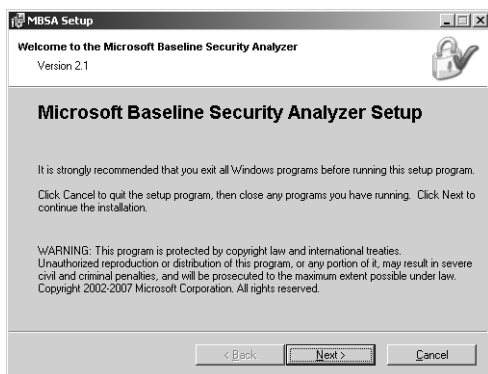 MBSA Setup
Welcome to the Microsoft Baseline Security Analyzer
Version 2.1
Microsoft Baseline Security Analyzer Setup
It is strongly recommended that you exit all Windows programs before running this setup program.
Click Cancel to quit the setup program, then close any programs you have running. Click Next to
continue the installation.
WARNING: This program is protected by copyright law and international treaties.
Unauthorized reproduction or distribution of this program, or any portion of it, may result in severe
civil and criminal penalties, and will be prosecuted to the maximum extent possible under law.
Copyright 2002-2007 Microsoft Corporation. All rights reserved.
< Back Next > Cancel